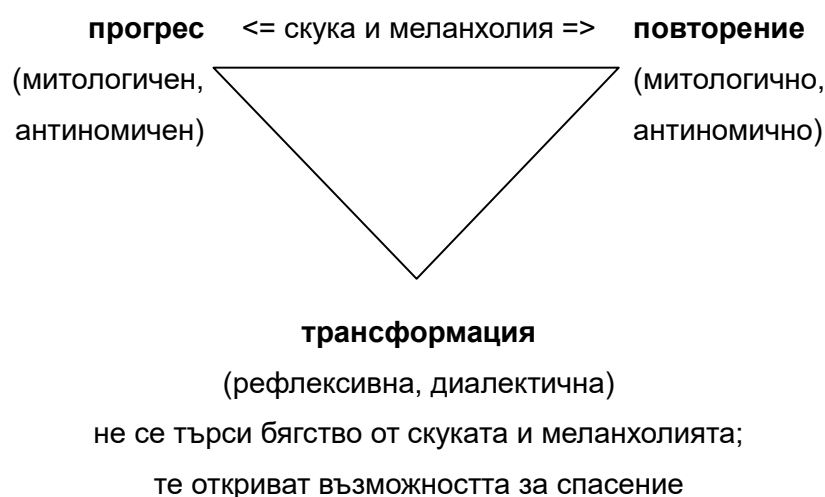 прогрес <= скука и меланхолия => повторение
(митологичен, (митологично,
антиномичен) антиномично)
трансформация
(рефлексивна, диалектична)
не се търси бягство от скуката и меланхолията;
те откриват възможността за спасение